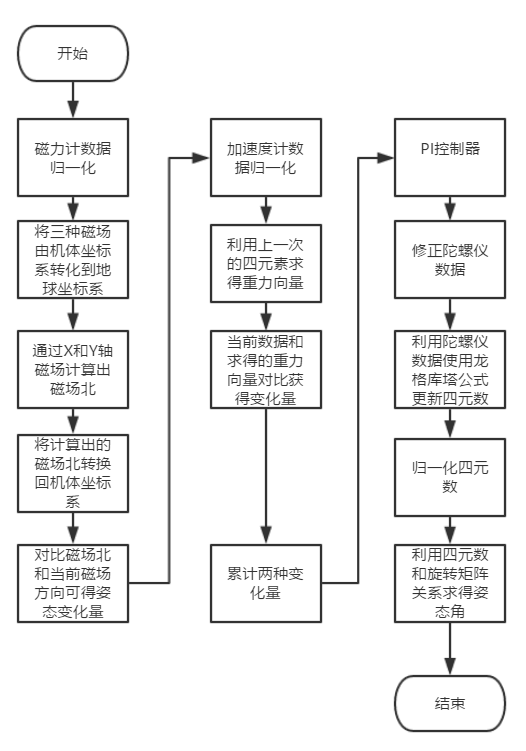 开始
磁力计数据
归一化
将三种磁场
由机体坐标
系转化到地
球坐标系
通过X和Y轴
磁场计算出
磁场北
将计算出的
磁场北转换
回机体坐标
系
对比磁场北
和当前磁场
方向可得姿
态变化量
加速度计数
据归一化
利用上一次
的四元素求
得重力向量
当前数据和
求得的重力
向量对比获
得变化量
累计两种变
化量
PI控制器
修正陀螺仪
数据
利用陀螺仪
数据使用龙
格库塔公式
更新四元数
归一化四元
数
利用四元数
和旋转矩阵
关系求得姿
态角
结束